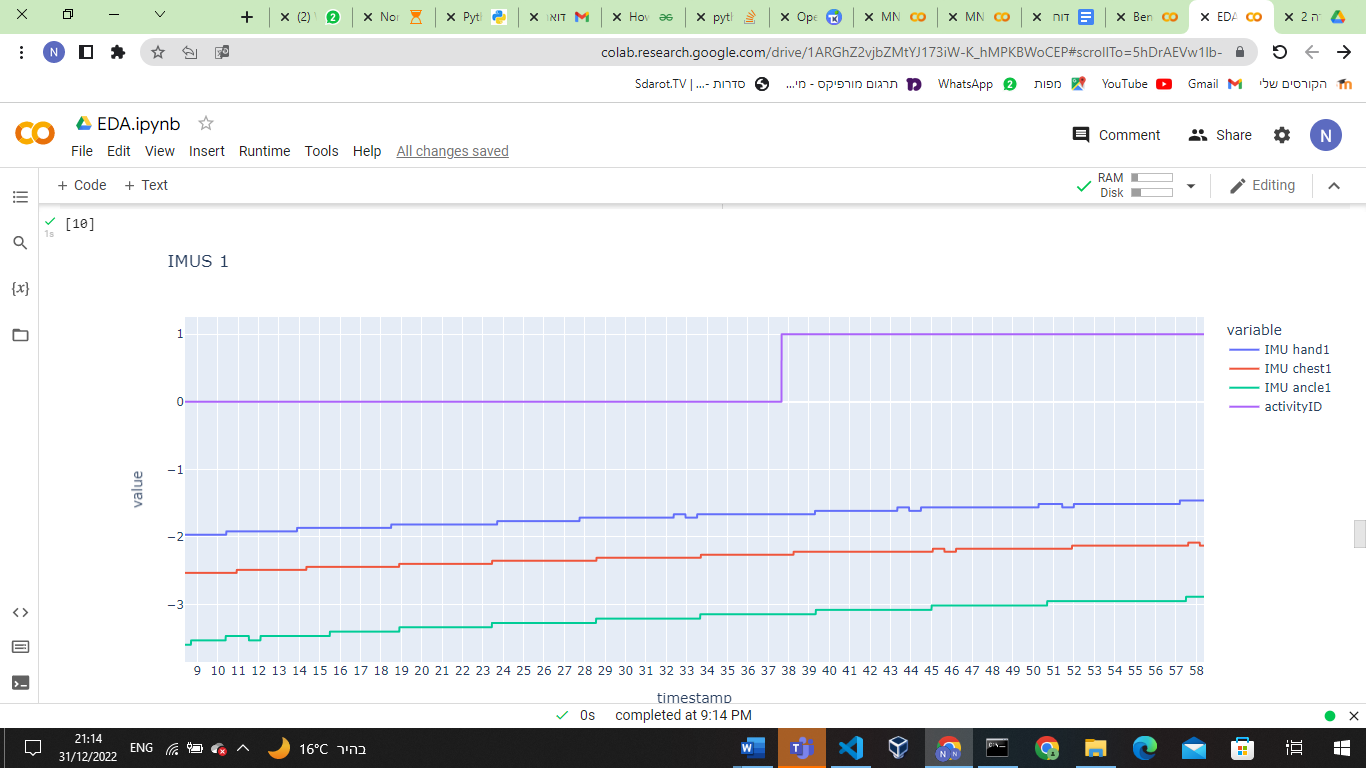 (2) \ 2
Nor
Pyt
דואו
Hov
pyth
Ope
MN
MN
דוח
Ben
EDA
דה 2
N
colab.research.google.com/drive/1ARGhZ2vjbZMtYJ173iW-K_hMPKBWoCEP#scrollTo=5hDrAEVw1lb-
הקורסים שלי
Gmail
YouTube
מפות
WhatsApp 2
תרגום מורפיקס - מי...
סדרות -... | Sdarot.TV
EDA.ipynb
Comment
Share
N
File Edit View Insert Runtime Tools Help All changes saved
+ Code + Text
RAM
Disk
Editing
[10]
1s
{x}
IMUS 1
variable
IMU hand1
IMU chest1
IMU ancle1
activityID
1
0
−1
−2
−3
value
9 10 11 12 13 14 15 16 17 18 19 20 21 22 23 24 25 26 27 28 29 30 31 32 33 34 35 36 37 38 39 40 41 42 43 44 45 46 47 48 49 50 51 52 53 54 55 56 57 58
timestamp
0s completed at 9:14 PM
21:14
31/12/2022
ENG
16°C בהיר